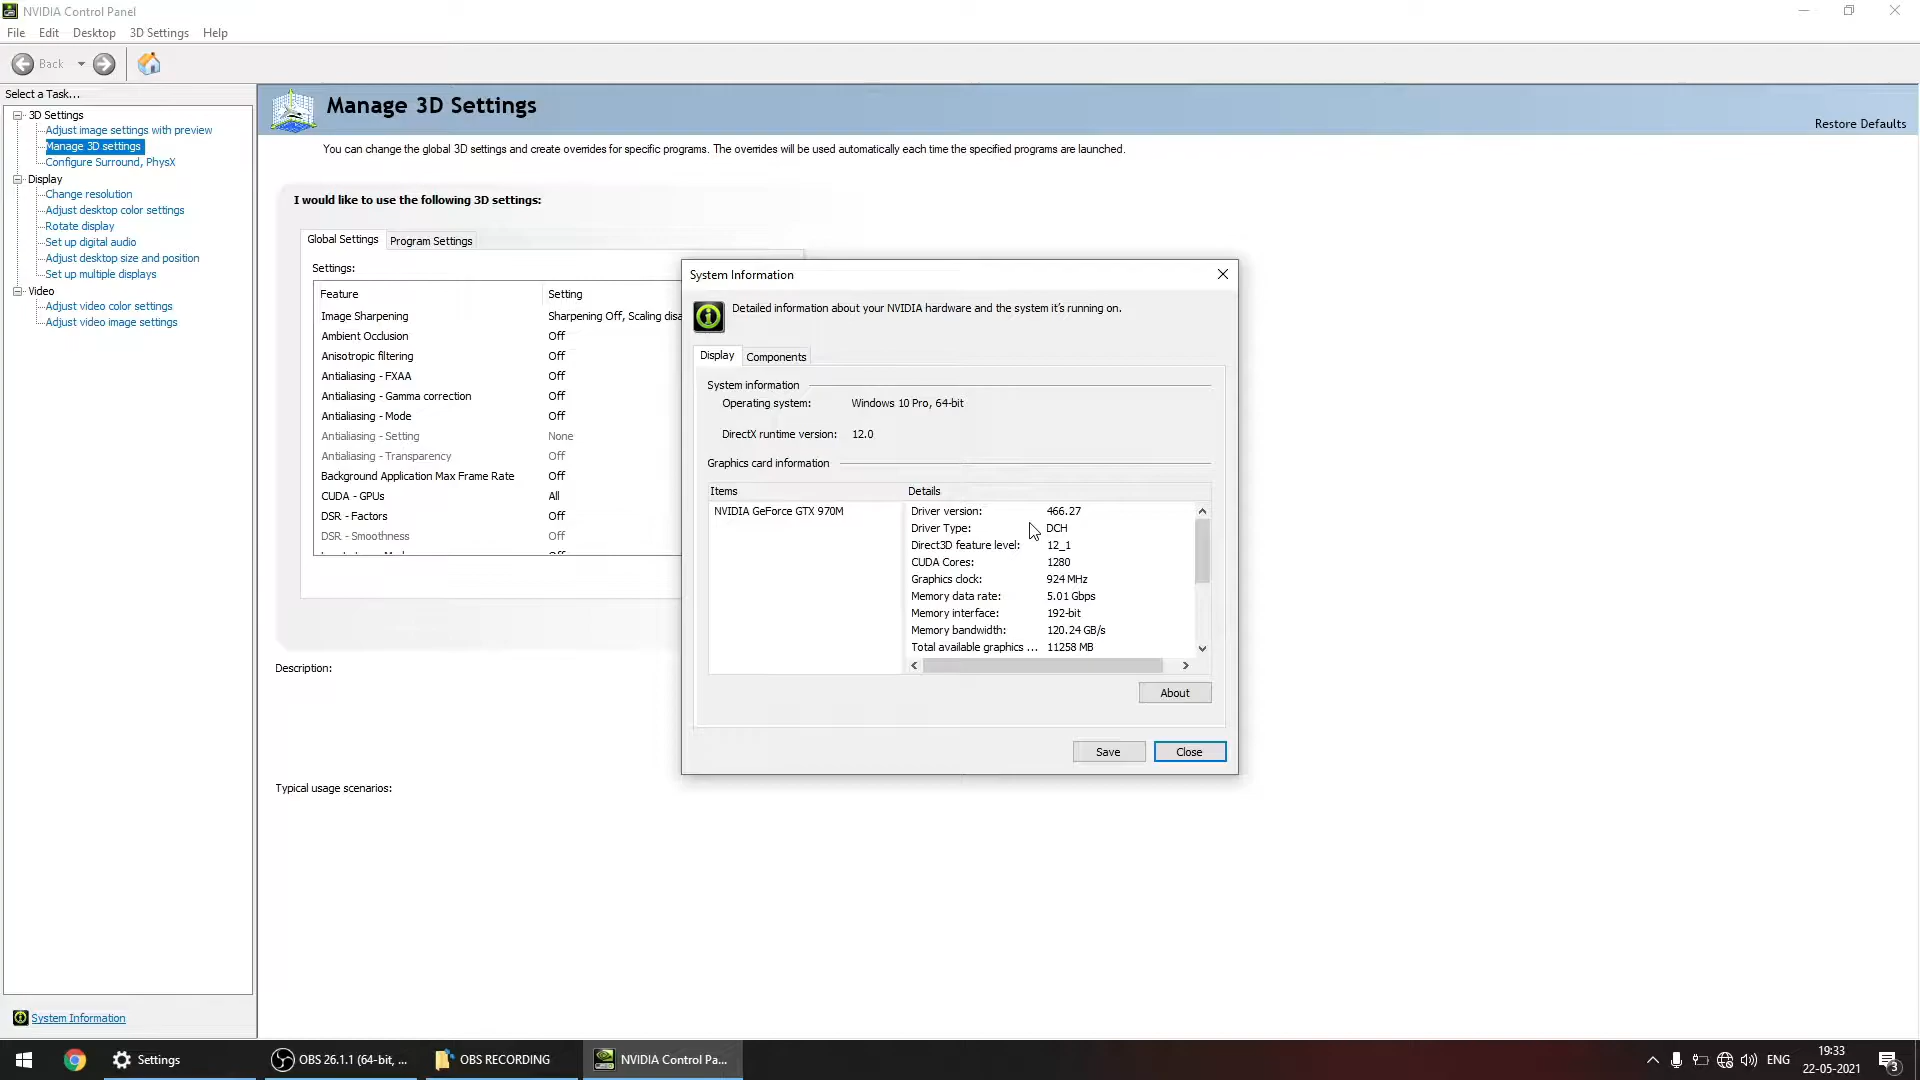 NVIDIA Control Panel
File Edit Desktop 3D Settings Help
Back
Select a Task...
3D Settings
Adjust image settings with preview
Manage 3D settings
Configure Surround, PhysX
Display
Change resolution
Adjust desktop color settings
Rotate display
Set up digital audio
Adjust desktop size and position
Set up multiple displays
Video
Adjust video color settings
Adjust video image settings
System Information
Manage 3D Settings
Restore Defaults
You can change the global 3D settings and create overrides for specific programs. The overrides will be used automatically each time the specified programs are launched.
I would like to use the following 3D settings:
Global Settings Program Settings
Settings:
Feature Setting
Image Sharpening Sharpening Off, Scaling disa
Ambient Occlusion Off
Anisotropic filtering Off
Antialiasing - FXAA Off
Antialiasing - Gamma correction Off
Antialiasing - Mode Off
Antialiasing - Setting None
Antialiasing - Transparency Off
Background Application Max Frame Rate Off
CUDA - GPUs All
DSR - Factors Off
DSR - Smoothness Off
Description:
Typical usage scenarios:
System Information
Detailed information about your NVIDIA hardware and the system it's running on.
Display Components
System information
Operating system: Windows 10 Pro, 64-bit
DirectX runtime version: 12.0
Graphics card information
Items Details
NVIDIA GeForce GTX 970M
Driver version: 466.27
Driver Type: DCH
Direct3D feature level: 12_1
CUDA Cores: 1280
Graphics clock: 924 MHz
Memory data rate: 5.01 Gbps
Memory interface: 192-bit
Memory bandwidth: 120.24 GB/s
Total available graphics ... 11258 MB
About
Save Close
Settings
OBS 26.1.1 (64-bit, ...
OBS RECORDING
NVIDIA Control Pa...
ENG
19:33
22-05-2021
3